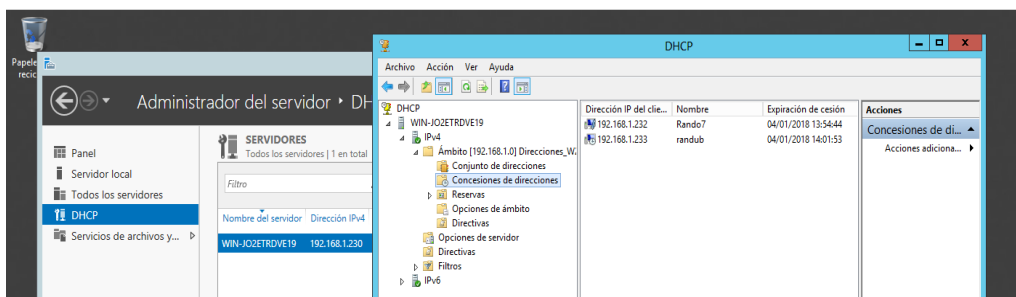 Papele
recic
Administrador del servidor ‣ DH
Panel
Servidor local
Todos los servidores
DHCP
Servicios de archivos y...
SERVIDORES
Todos los servidores | 1 en total
Filtro
Nombre del servidor Dirección IPv4
WIN-JO2ETRDVE19 192.168.1.230
DHCP
Archivo Acción Ver Ayuda
DHCP
WIN-JO2ETRDVE19
IPv4
Ámbito [192.168.1.0] Direcciones_W.
Conjunto de direcciones
Concesiones de direcciones
Reservas
Opciones de ámbito
Directivas
Opciones de servidor
Directivas
Filtros
IPv6
Dirección IP del clie... Nombre Expiración de cesión
192.168.1.232 Rando7 04/01/2018 13:54:44
192.168.1.233 randub 04/01/2018 14:01:53
Acciones
Concesiones de di...
Acciones adiciona...